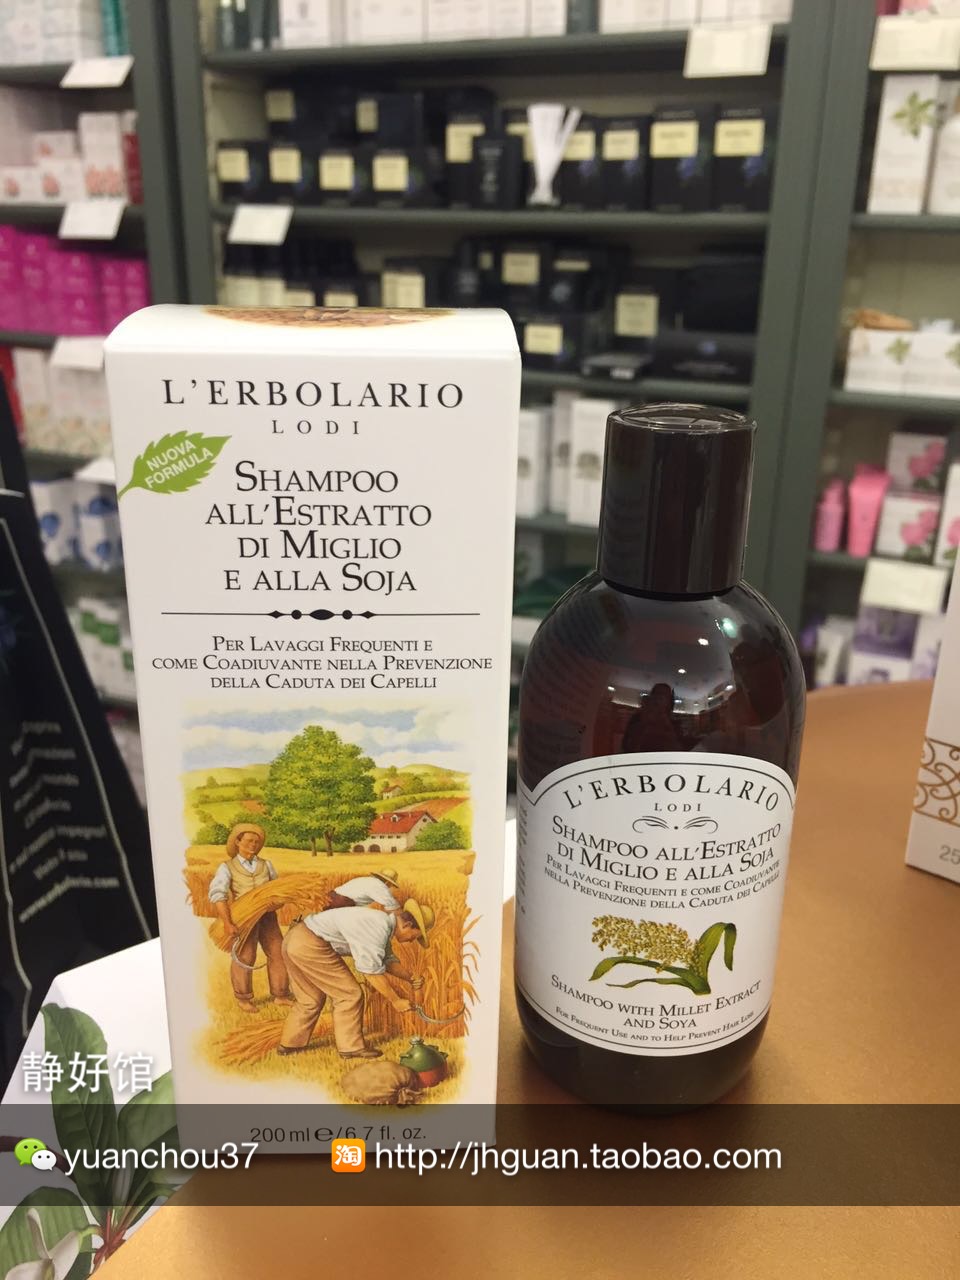 L'ERBOLARIO
LODI
NUOVA
FORMULA
SHAMPOO
ALL'ESTRATTO
DI MIGLIO
E ALLA SOJA
PER LAVAGGI FREQUENTI E
COME COADIUVANTE NELLA PREVENZIONE
DELLA CADUTA DEI CAPELLI
200 ml e/6.7 fl. oz.
L'ERBOLARIO
LODI
SHAMPOO ALL'ESTRATTO
DI MIGLIO E ALLA SOJA
PER LAVAGGI FREQUENTI E COME COADIUVANTE
NELLA PREVENZIONE DELLA CADUTA DEI CAPELLI
SHAMPOO WITH MILLET EXTRACT
AND SOYA
FOR FREQUENT USE AND TO HELP PREVENT HAIR LOSS
25
静好馆
yuanchou37
淘 http://jhguan.taobao.com